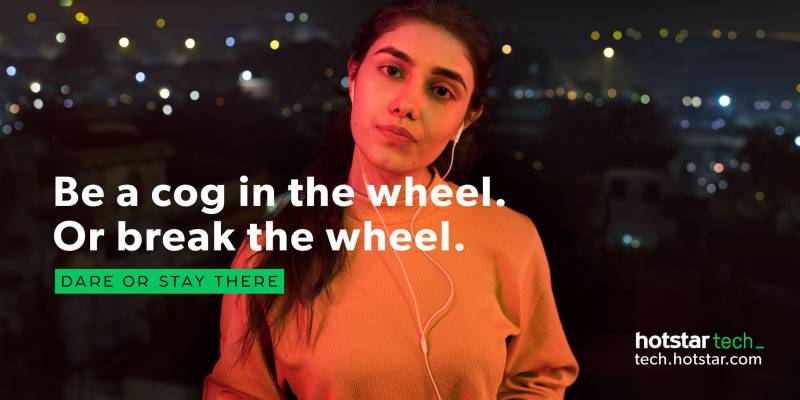 Be a cog in the wheel.
Or break the wheel.
DARE OR STAY THERE
hotstar tech_
tech.hotstar.com